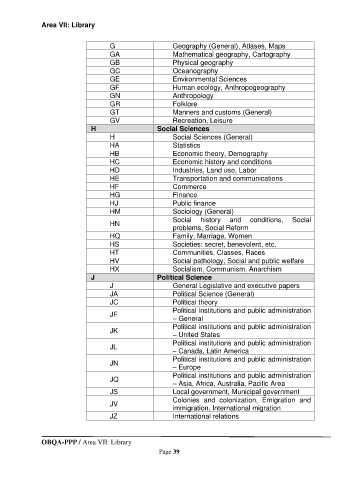 Area VII: Library
G Geography (General), Atlases, Maps
GA Mathematical geography, Cartography
GB Physical geography
GC Oceanography
GE Environmental Sciences
GF Human ecology, Anthropogeography
GN Anthropology
GR Folklore
GT Manners and customs (General)
GV Recreation, Leisure
H Social Sciences
H Social Sciences (General)
HA Statistics
HB Economic theory, Demography
HC Economic history and conditions
HD Industries, Land use, Labor
HE Transportation and communications
HF Commerce
HG Finance
HJ Public finance
HM Sociology (General)
HN Social history and conditions, Social
problems, Social Reform
HQ Family, Marriage, Women
HS Societies: secret, benevolent, etc.
HT Communities, Classes, Races
HV Social pathology, Social and public welfare
HX Socialism, Communism, Anarchism
J Political Science
J General Legislative and executive papers
JA Political Science (General)
JC Political theory
JF Political institutions and public administration
– General
JK Political institutions and public administration
– United States
JL Political institutions and public administration
– Canada, Latin America
JN Political institutions and public administration
– Europe
JQ Political institutions and public administration
– Asia, Africa, Australia, Pacific Area
JS Local government, Municipal government
JV Colonies and colonization, Emigration and
immigration, International migration
JZ International relations
OBQA-PPP / Area VII: Library
Page 39